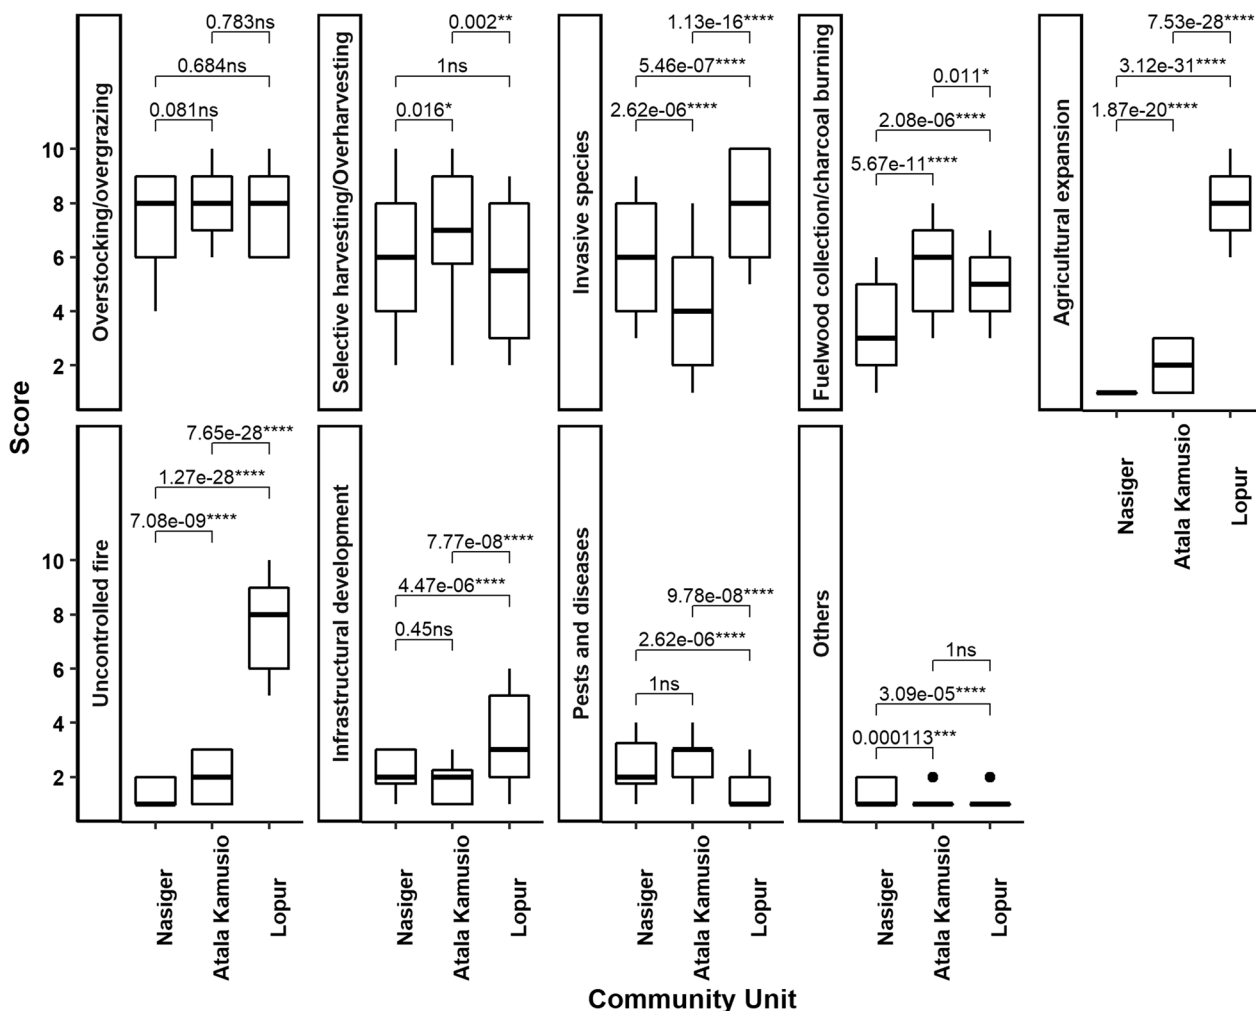 Score
Overstocking/overgrazing
0.783ns
0.684ns
0.081ns
10
8
6
4
2
Selective harvesting/Overharvesting
0.002**
1ns
0.016*
Invasive species
1.13e-16****
5.46e-07****
2.62e-06****
Fuelwood collection/charcoal burning
0.011*
2.08e-06****
5.67e-11****
Agricultural expansion
7.53e-28****
3.12e-31****
1.87e-20****
Nasiger
Atala Kamusio
Lopur
Uncontrolled fire
7.65e-28****
1.27e-28****
7.08e-09****
10
8
6
4
2
Nasiger
Atala Kamusio
Lopur
Infrastructural development
7.77e-08****
4.47e-06****
0.45ns
Nasiger
Atala Kamusio
Lopur
Pests and diseases
9.78e-08****
2.62e-06****
1ns
Nasiger
Atala Kamusio
Lopur
Others
1ns
3.09e-05****
0.000113***
Nasiger
Atala Kamusio
Lopur
Community Unit